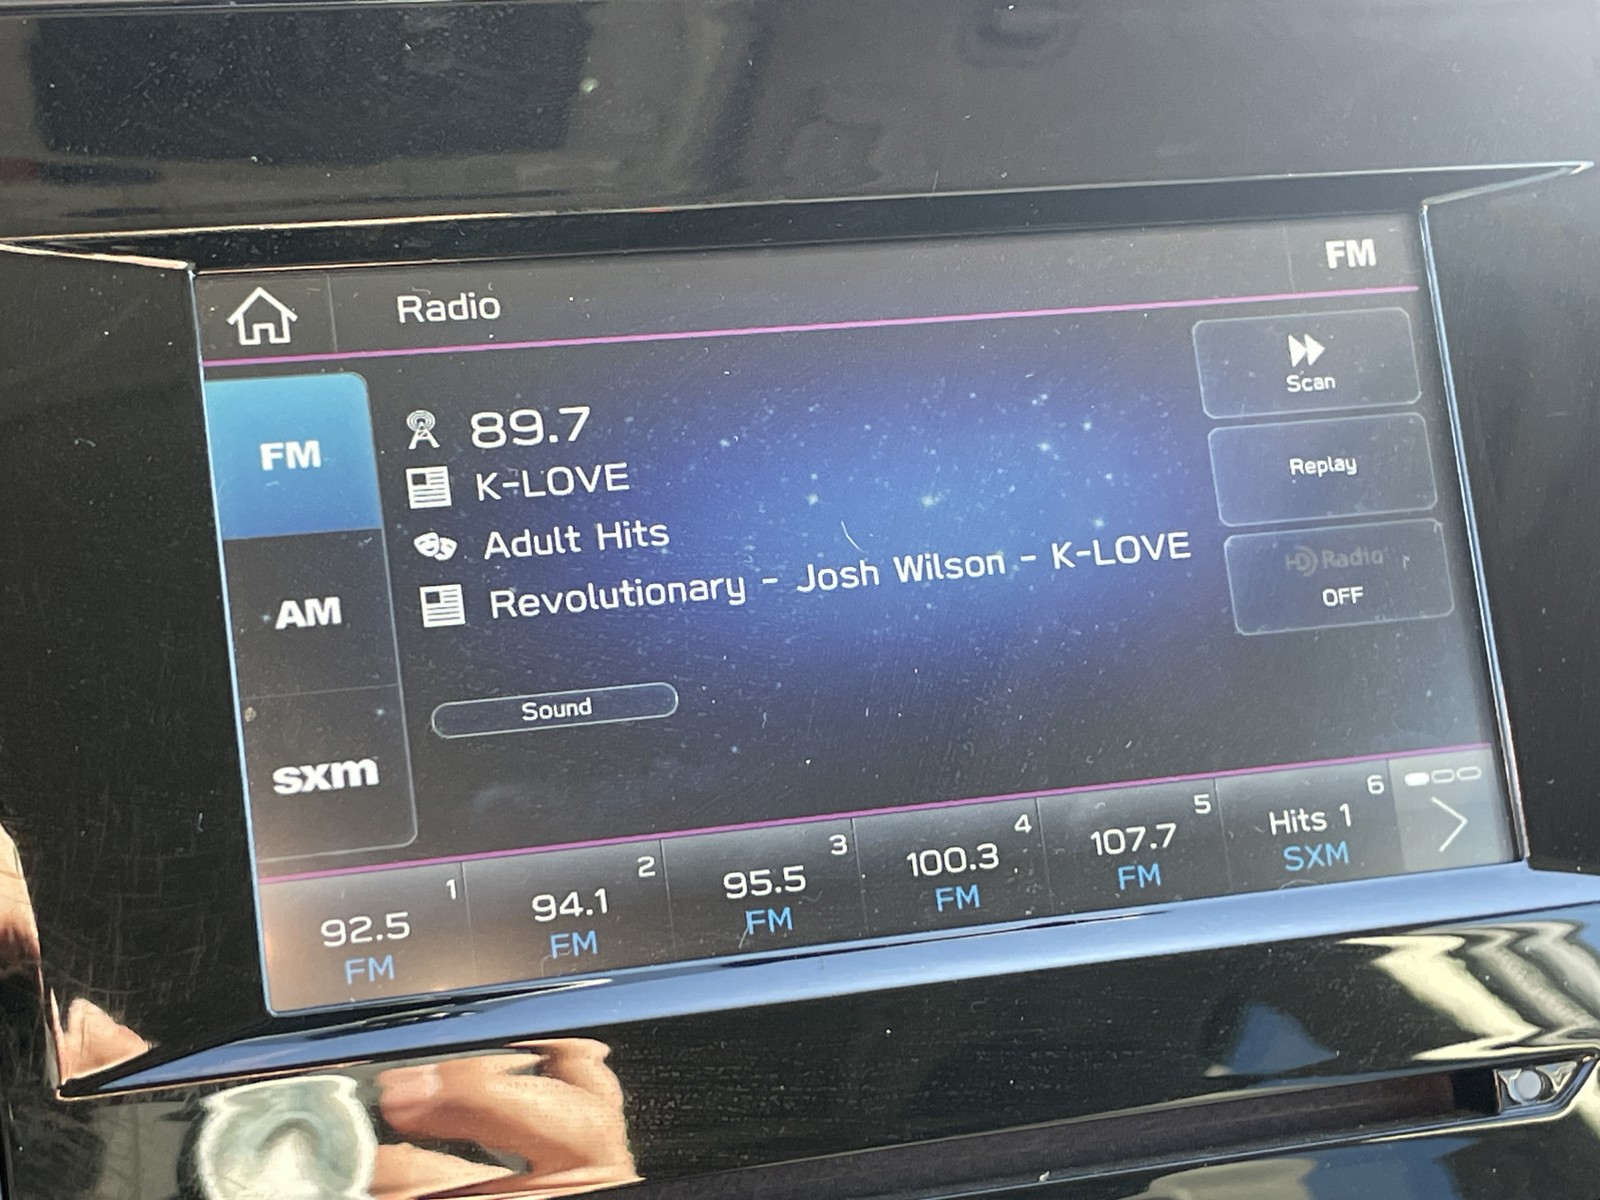 Radio
FM
FM
AM
sxm
89.7
K-LOVE
Adult Hits
Revolutionary - Josh Wilson - K-LOVE
Sound
Scan
Replay
HD Radio
OFF
1
92.5
FM
2
94.1
FM
3
95.5
FM
4
100.3
FM
5
107.7
FM
6
Hits 1
SXM